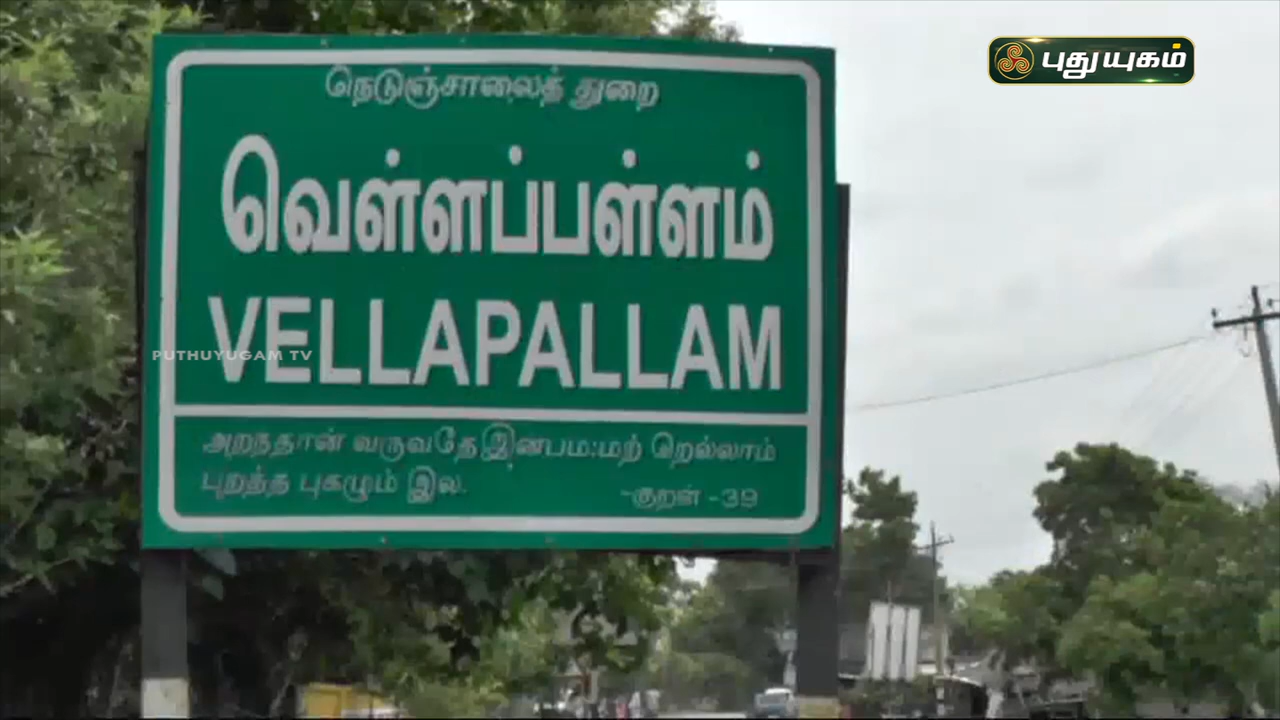 புதுயுகம்
நெடுஞ்சாலைத் துறை
வெள்ளப்பள்ளம்
VELLAPALLAM
PUTHUYUGAM TV
அறந்தான் வருவதே இனபம;மற் றெல்லாம்
புறத்த புகழும் இல.
-குறள் -39